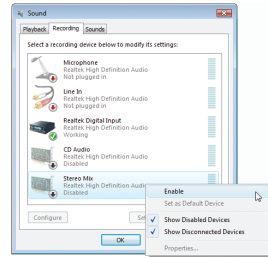 Sound
Playback Recording Sounds
Select a recording device below to modify its settings:
Microphone
Realtek High Definition Audio
Not plugged in
Line In
Realtek High Definition Audio
Not plugged in
Realtek Digital Input
Realtek High Definition Audio
Working
CD Audio
Realtek High Definition Audio
Disabled
Stereo Mix
Realtek High Definition Audio
Disabled
Enable
Set as Default Device
Show Disabled Devices
Show Disconnected Devices
Properties...
Configure
OK